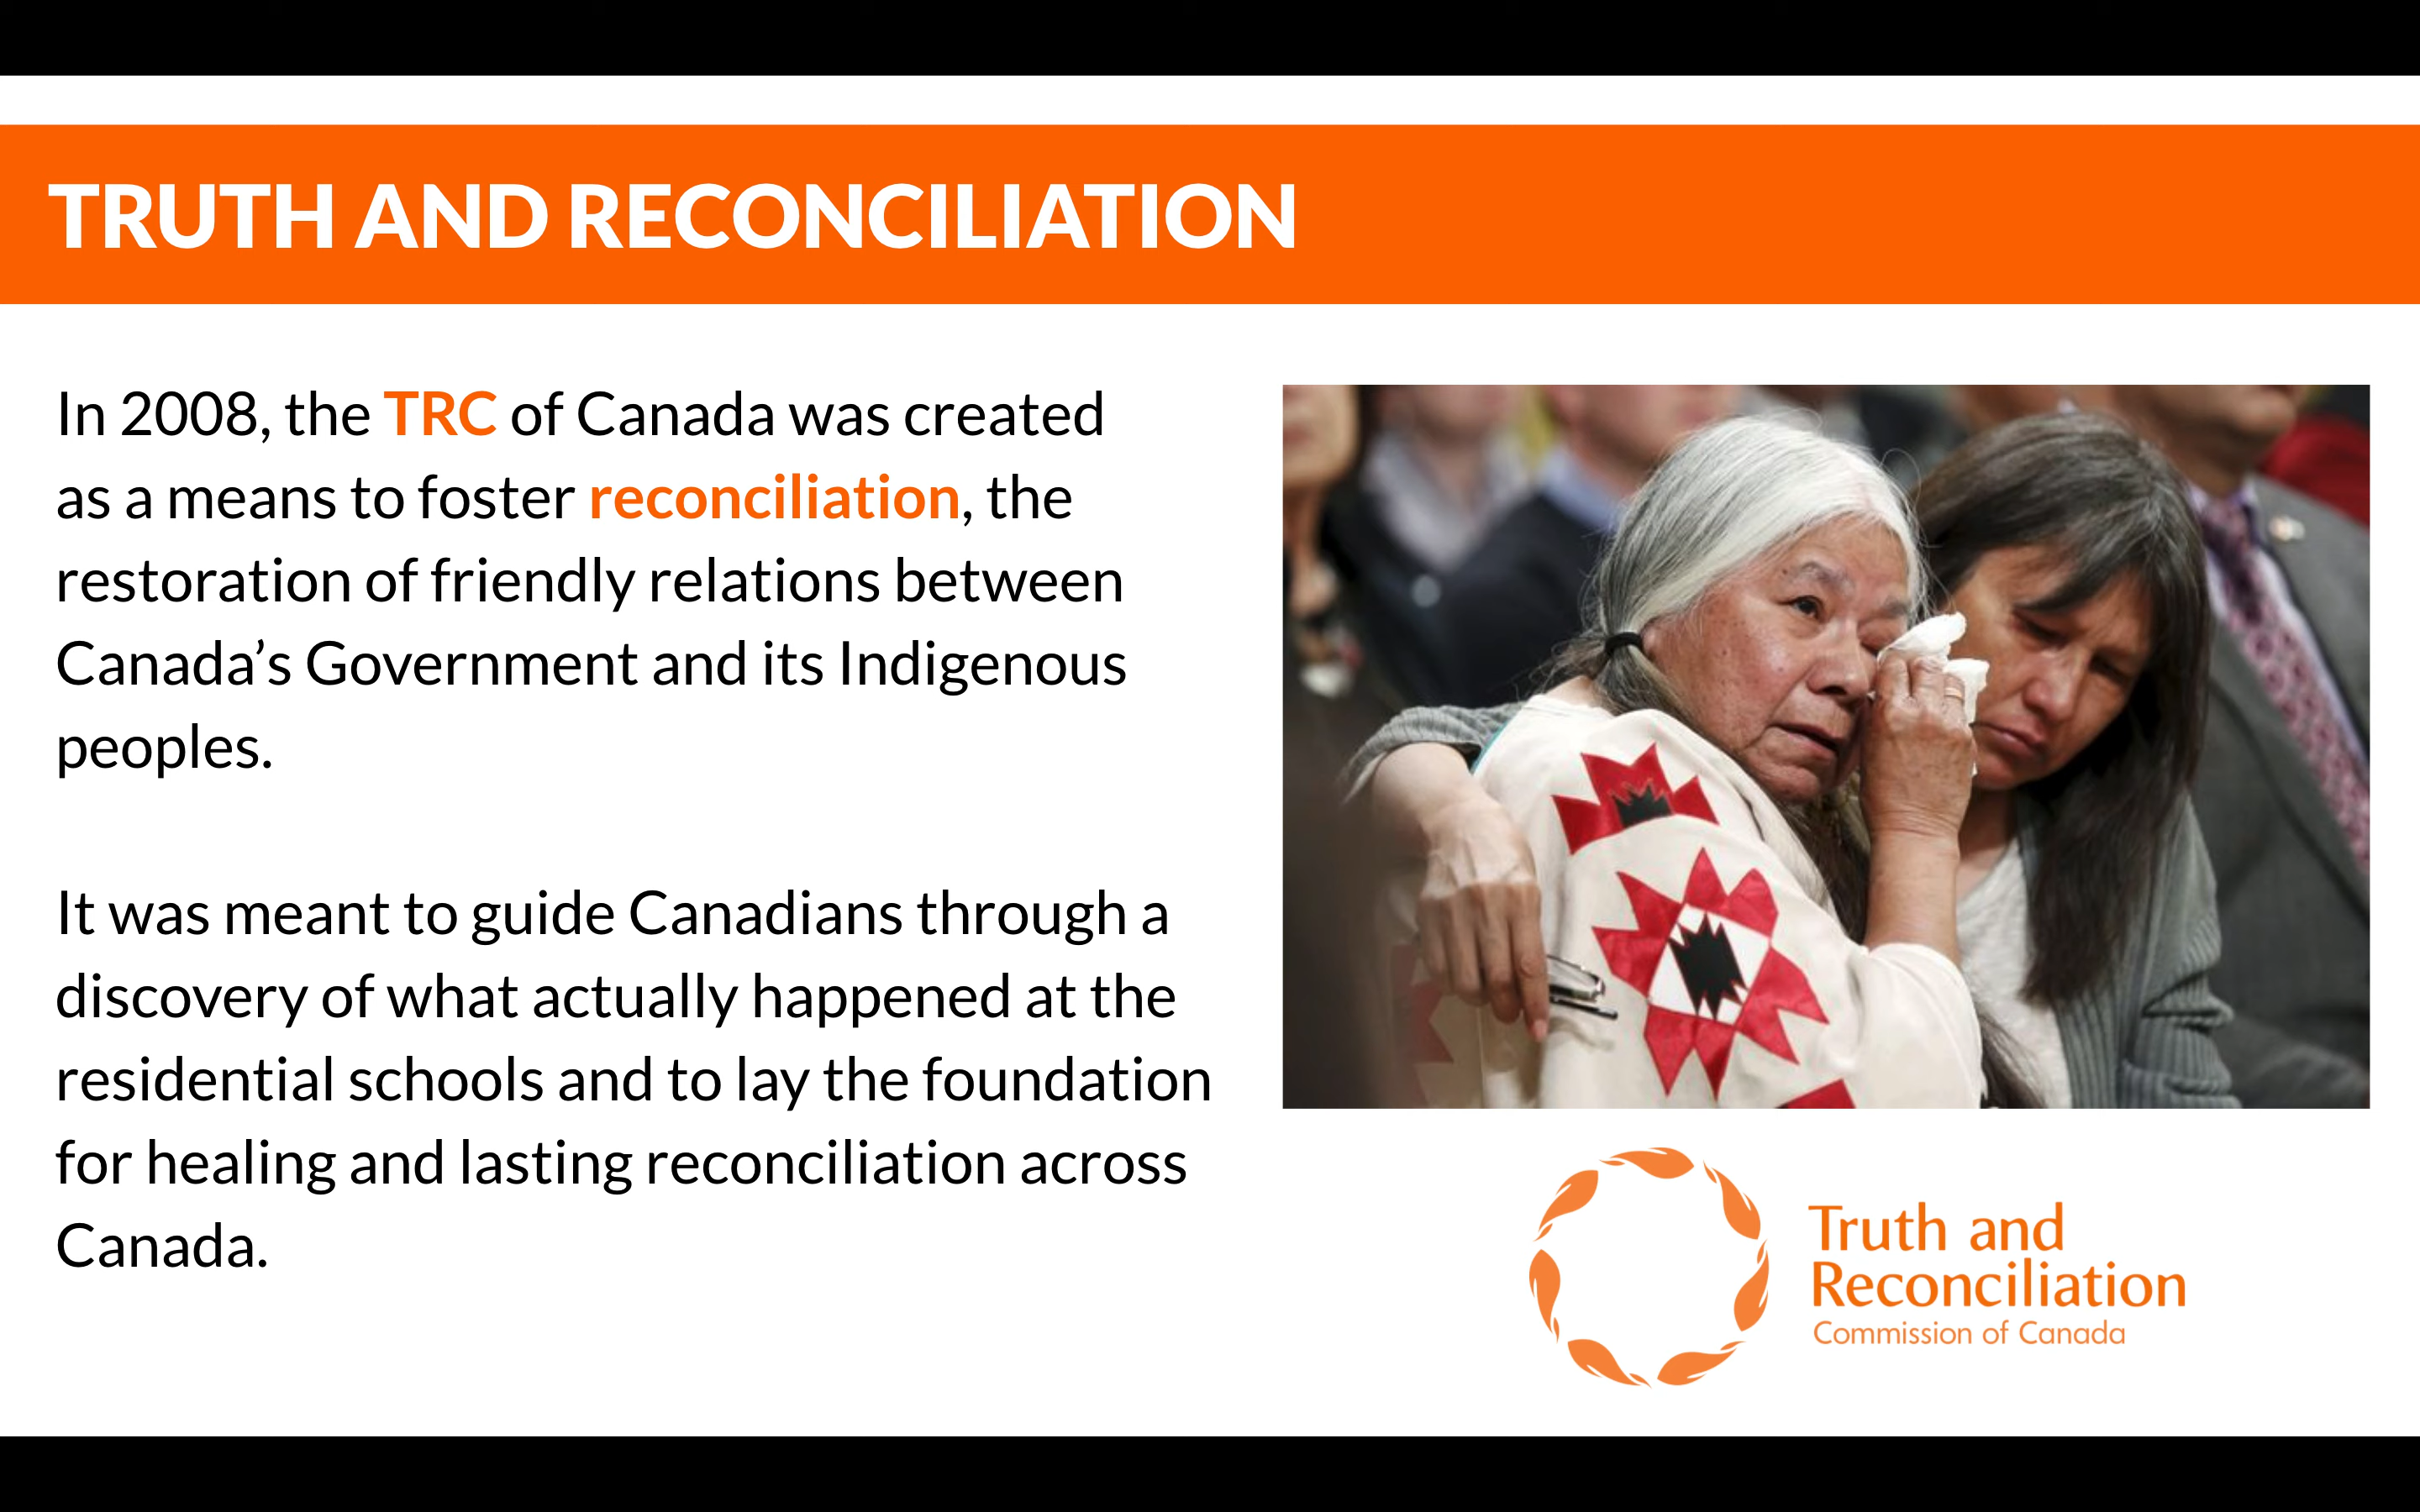 TRUTH AND RECONCILIATION
In 2008, the TRC of Canada was created
as a means to foster reconciliation, the
restoration of friendly relations between
Canada’s Government and its Indigenous
peoples.
It was meant to guide Canadians through a
discovery of what actually happened at the
residential schools and to lay the foundation
for healing and lasting reconciliation across
Canada.
Truth and
Reconciliation
Commission of Canada